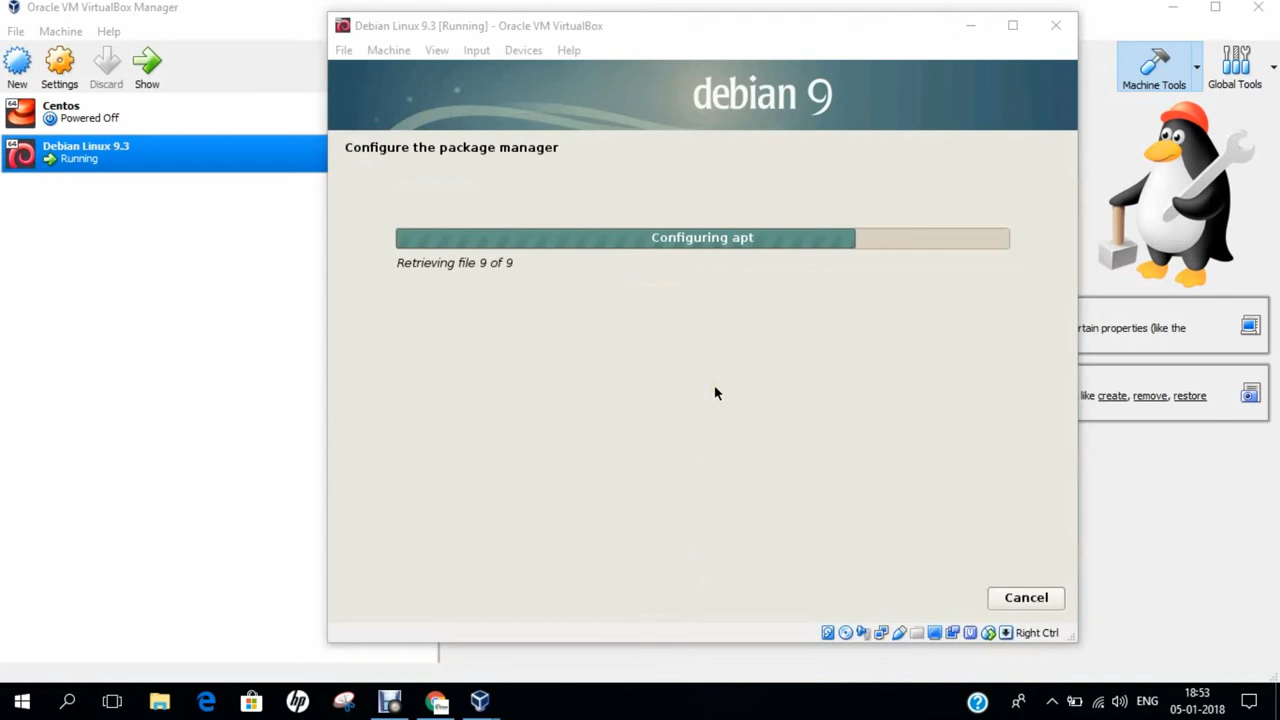 Oracle VM VirtualBox Manager
File Machine Help
New Settings Discard Show
64 Centos
Powered Off
64 Debian Linux 9.3
Running
Debian Linux 9.3 [Running] - Oracle VM VirtualBox
File Machine View Input Devices Help
debian 9
Configure the package manager
Configuring apt
Retrieving file 9 of 9
Cancel
Right Ctrl
Machine Tools Global Tools
rtain properties (like the
like create, remove, restore
ENG
18:53
05-01-2018